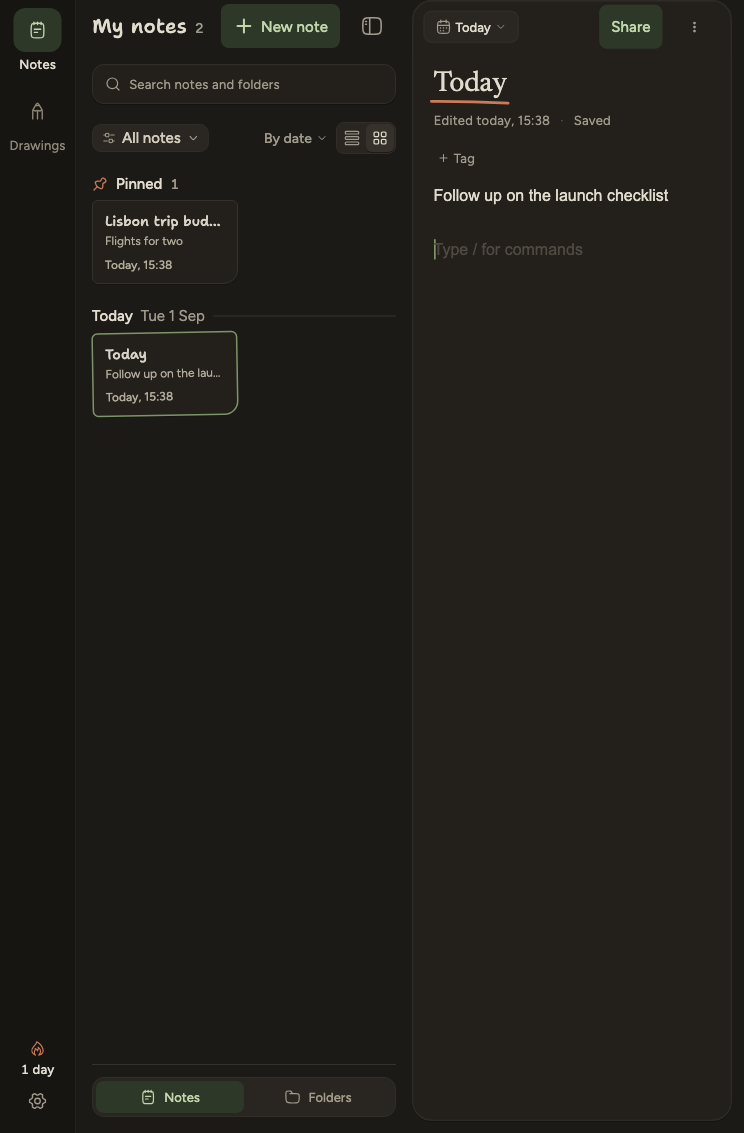 Notes
Drawings
1 day
My notes 2
+ New note
Search notes and folders
All notes
By date
Pinned 1
Lisbon trip bud...
Flights for two
Today, 15:38
Today Tue 1 Sep
Today
Follow up on the lau...
Today, 15:38
Notes
Folders
Today
Share
Today
Edited today, 15:38 · Saved
+ Tag
Follow up on the launch checklist
Type / for commands